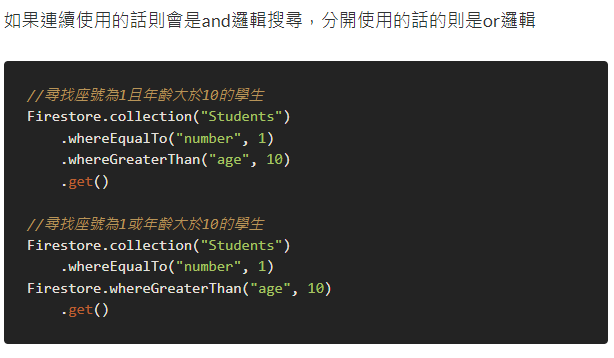 如果連續使用的話則會是and邏輯搜尋，分開使用的話的則是or邏輯
//尋找座號為1且年齡大於10的學生
Firestore.collection("Students")
    .whereEqualTo("number", 1)
    .whereGreaterThan("age", 10)
    .get()
//尋找座號為1或年齡大於10的學生
Firestore.collection("Students")
    .whereEqualTo("number", 1)
Firestore.whereGreaterThan("age", 10)
    .get()